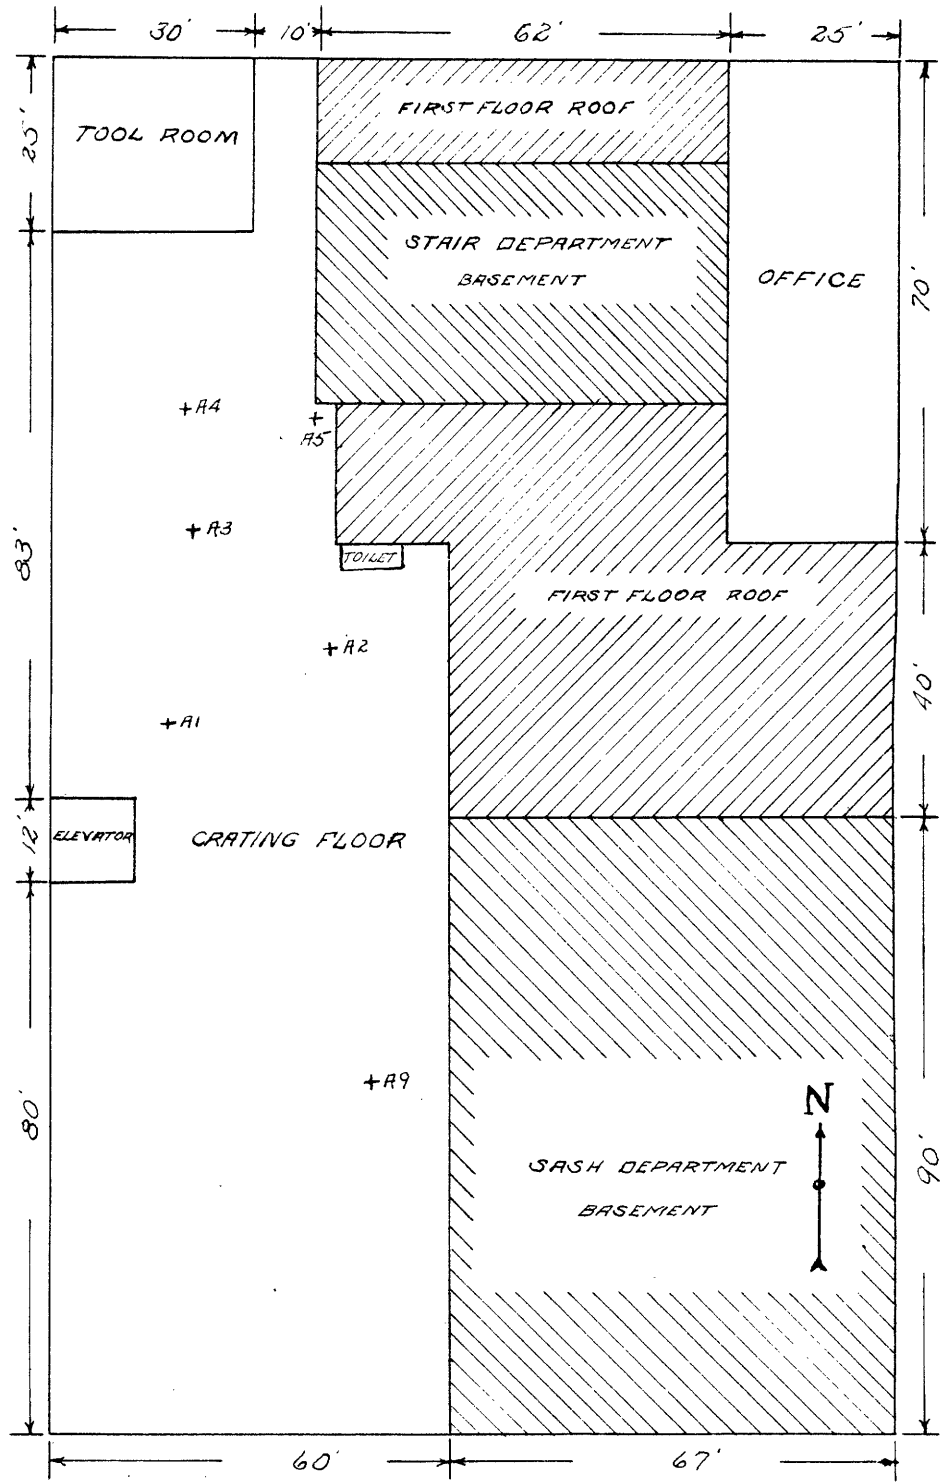 30' 10' 62' 25'
FIRST FLOOR ROOF
25'
TOOL ROOM
STAIR DEPARTMENT
BASEMENT
OFFICE
70'
+A4
+
A5
+A3
83'
TOILET
FIRST FLOOR ROOF
+A2
40'
+A1
12'
ELEVATOR
CRATING FLOOR
+A9
N
80'
90'
SASH DEPARTMENT
BASEMENT
60' 67'